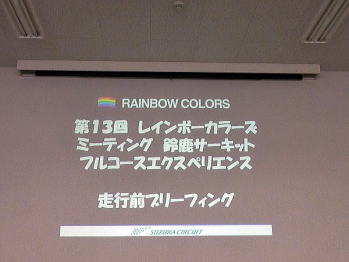 RAINBOW COLORS
第13回 レインボーカラーズ
ミーティング 鈴鹿サーキット
フルコースエクスペリエンス
走行前ブリーフィング
SUZUKA CIRCUIT